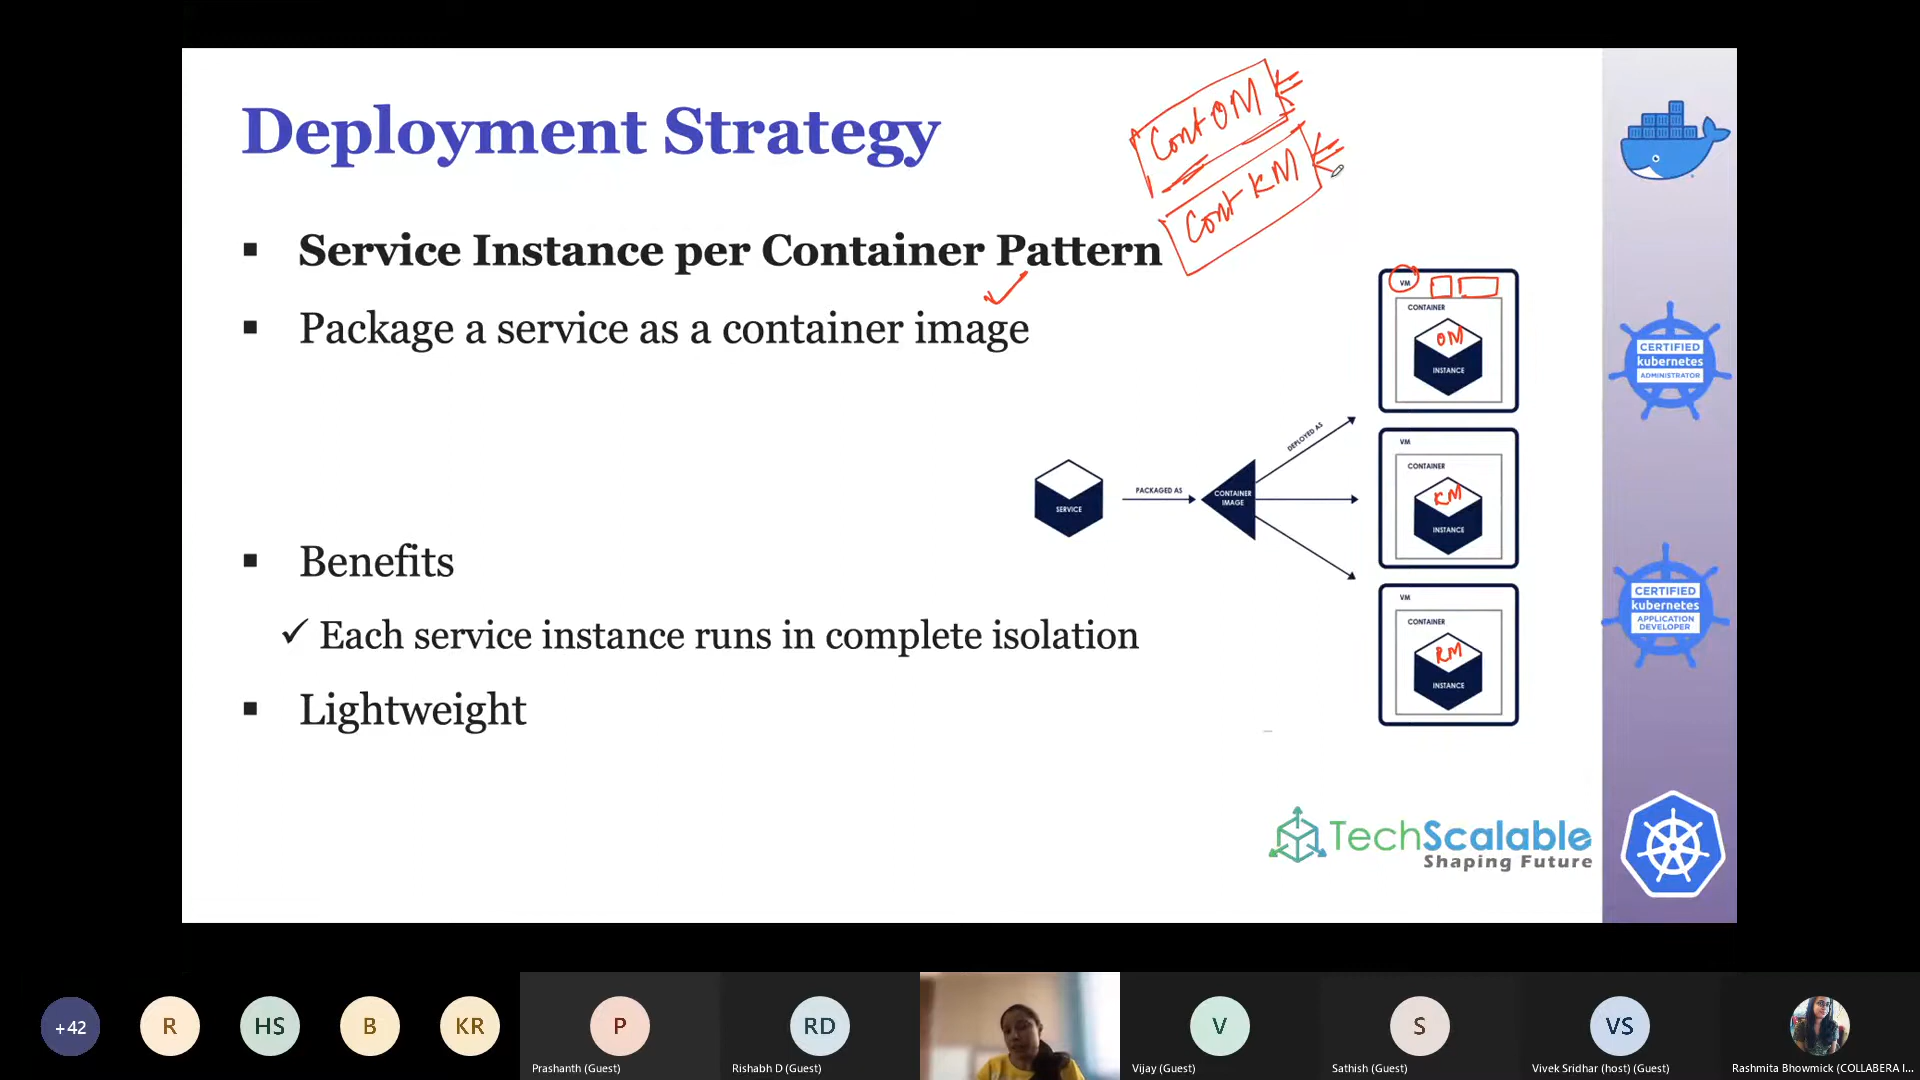 Deployment Strategy
Cont OM
Cont KM
Service Instance per Container Pattern
Package a service as a container image
Benefits
Each service instance runs in complete isolation
Lightweight
SERVICE
PACKAGED AS
CONTAINER
IMAGE
DEPLOYED AS
VM
CONTAINER
OM
INSTANCE
VM
CONTAINER
KM
INSTANCE
VM
CONTAINER
RM
INSTANCE
CERTIFIED
kubernetes
ADMINISTRATOR
CERTIFIED
kubernetes
APPLICATION
DEVELOPER
TechScalable
Shaping Future
+42
R
HS
B
KR
P
Prashanth (Guest)
RD
Rishabh D (Guest)
V
Vijay (Guest)
S
Sathish (Guest)
VS
Vivek Sridhar (host) (Guest)
Rashmita Bhowmick (COLLABERA I...